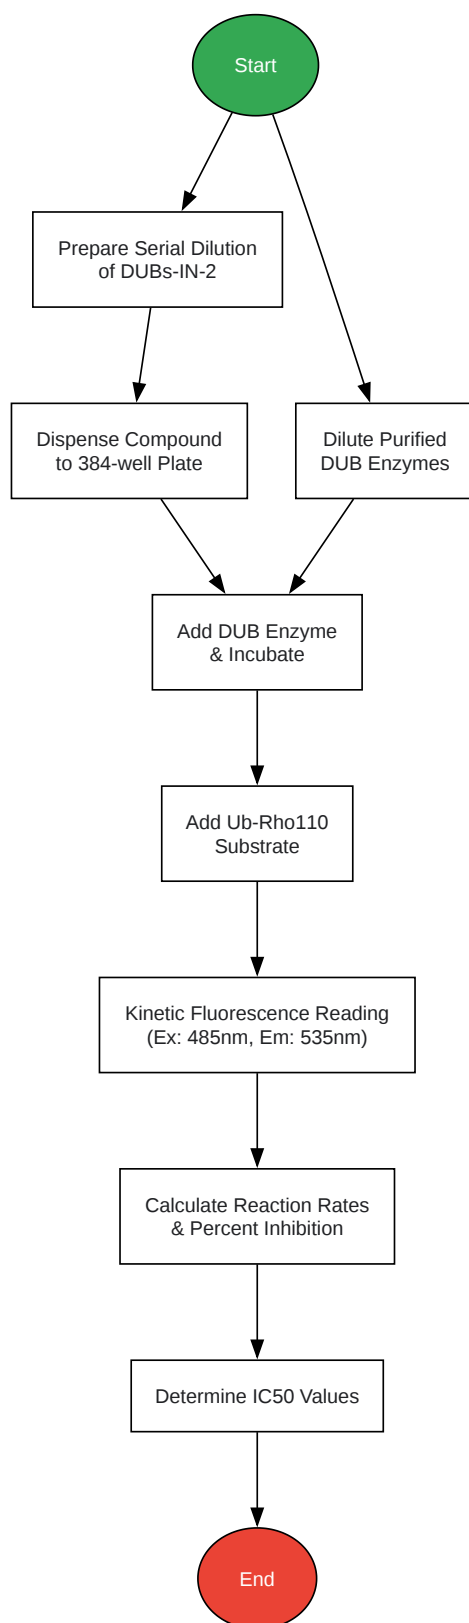 Start
Prepare Serial Dilution
of DUBs-IN-2
Dispense Compound
to 384-well Plate
Dilute Purified
DUB Enzymes
Add DUB Enzyme
& Incubate
Add Ub-Rho110
Substrate
Kinetic Fluorescence Reading
(Ex: 485nm, Em: 535nm)
Calculate Reaction Rates
& Percent Inhibition
Determine IC50 Values
End